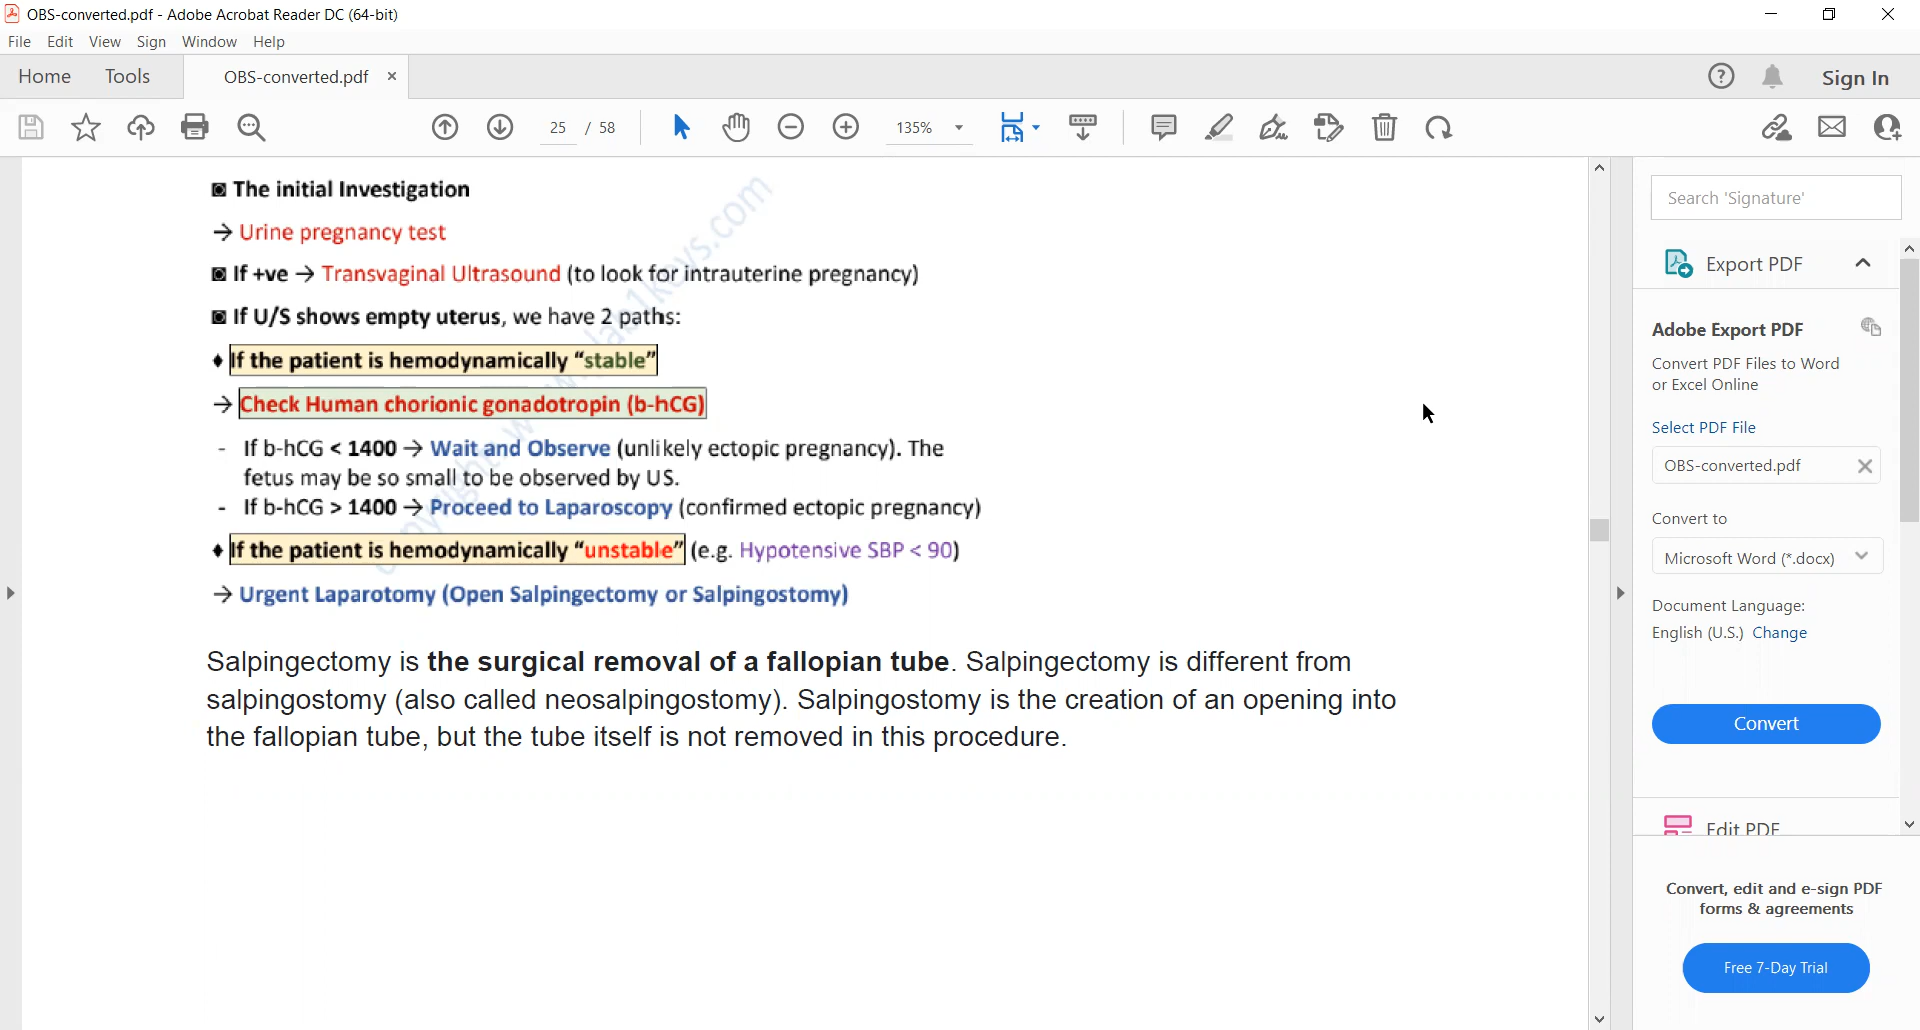 OBS-converted.pdf - Adobe Acrobat Reader DC (64-bit)
File Edit View Sign Window Help
Home Tools OBS-converted.pdf Sign In
25 / 58 135%
The initial Investigation
→ Urine pregnancy test
If +ve → Transvaginal Ultrasound (to look for intrauterine pregnancy)
If U/S shows empty uterus, we have 2 paths:
♦ If the patient is hemodynamically “stable”
→ Check Human chorionic gonadotropin (b-hCG)
- If b-hCG < 1400 → Wait and Observe (unlikely ectopic pregnancy). The
fetus may be so small to be observed by US.
- If b-hCG > 1400 → Proceed to Laparoscopy (confirmed ectopic pregnancy)
♦ If the patient is hemodynamically “unstable” (e.g. Hypotensive SBP < 90)
→ Urgent Laparotomy (Open Salpingectomy or Salpingostomy)
Salpingectomy is the surgical removal of a fallopian tube. Salpingectomy is different from
salpingostomy (also called neosalpingostomy). Salpingostomy is the creation of an opening into
the fallopian tube, but the tube itself is not removed in this procedure.
Search 'Signature'
Export PDF
Adobe Export PDF
Convert PDF Files to Word
or Excel Online
Select PDF File
OBS-converted.pdf
Convert to
Microsoft Word (*.docx)
Document Language:
English (U.S.) Change
Convert
Edit PDF
Convert, edit and e-sign PDF
forms & agreements
Free 7-Day Trial